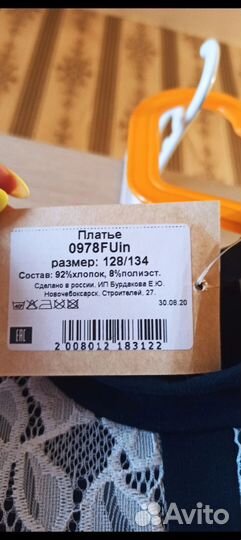 Платье
0978FUin
размер: 128/134
Состав: 92%хлопок, 8%полиэст.
Сделано в россии. ИП Бурдакова Е.Ю.
Новочебоксарск, Строителей, 27.
30.08.20
EAC
2 008012 183122
Avito